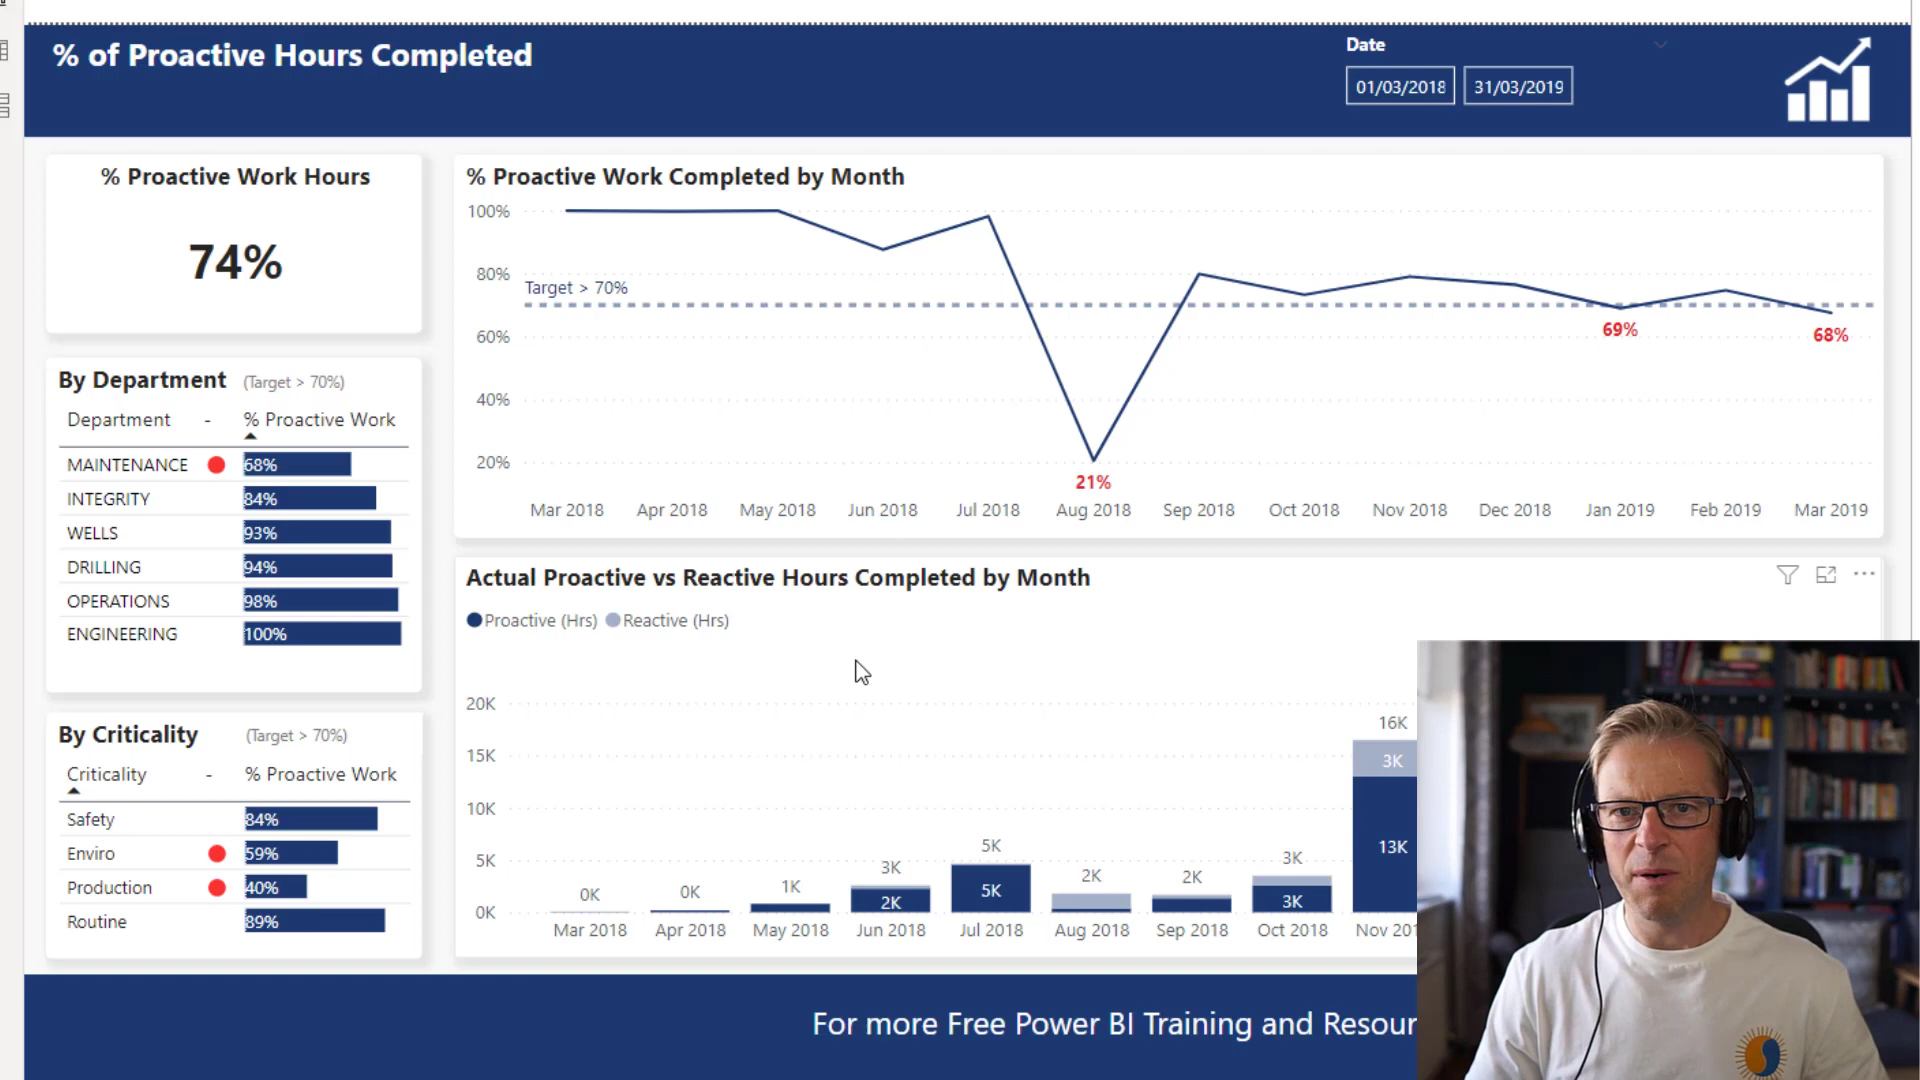 % of Proactive Hours Completed
Date
01/03/2018 31/03/2019
% Proactive Work Hours
74%
% Proactive Work Completed by Month
100%
80%
60%
40%
20%
Target > 70%
21%
69%
68%
Mar 2018 Apr 2018 May 2018 Jun 2018 Jul 2018 Aug 2018 Sep 2018 Oct 2018 Nov 2018 Dec 2018 Jan 2019 Feb 2019 Mar 2019
By Department (Target > 70%)
Department - % Proactive Work
MAINTENANCE 68%
INTEGRITY 84%
WELLS 93%
DRILLING 94%
OPERATIONS 98%
ENGINEERING 100%
By Criticality (Target > 70%)
Criticality - % Proactive Work
Safety 84%
Enviro 59%
Production 40%
Routine 89%
Actual Proactive vs Reactive Hours Completed by Month
Proactive (Hrs) Reactive (Hrs)
20K
15K
10K
5K
0K
0K 0K 1K 3K 5K 2K 2K 3K 16K
2K 5K 3K 3K 13K
Mar 2018 Apr 2018 May 2018 Jun 2018 Jul 2018 Aug 2018 Sep 2018 Oct 2018 Nov 201
For more Free Power BI Training and Resour